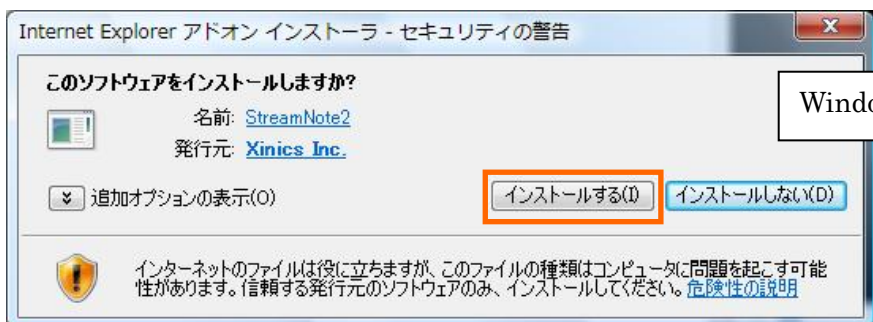 Internet Explorer アドオン インストーラ - セキュリティの警告
このソフトウェアをインストールしますか?
名前: StreamNote2
発行元: Xinics Inc.
Windo
追加オプションの表示(O)
インストールする(I)
インストールしない(D)
インターネットのファイルは役に立ちますが、このファイルの種類はコンピュータに問題を起こす可能
性があります。信頼する発行元のソフトウェアのみ、インストールしてください。危険性の説明